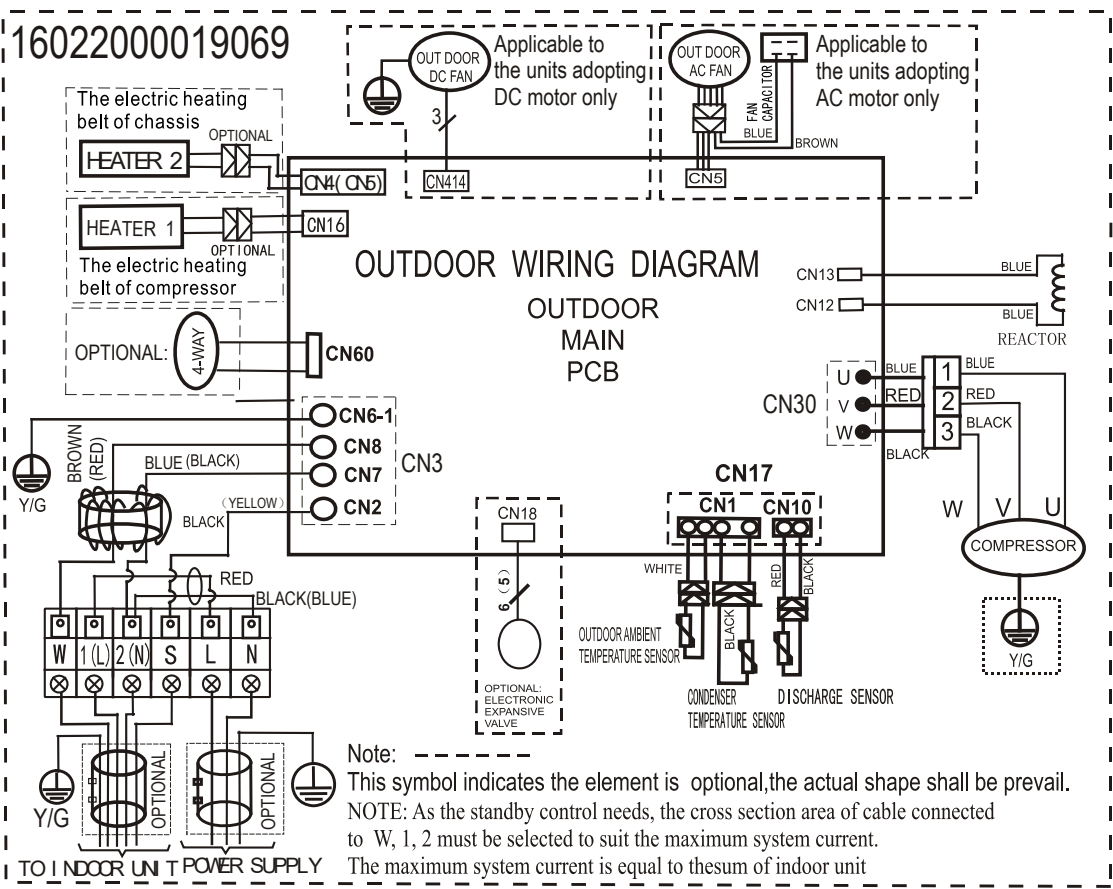 16022000019069
OUT DOOR
DC FAN
Applicable to
the units adopting
DC motor only
3
CN414
OUT DOOR
AC FAN
FAN
CAPACITOR
Applicable to
the units adopting
AC motor only
BLUE
BROWN
CN5
The electric heating
belt of chassis
OPTIONAL
HEATER 2
CN4(CN5)
HEATER 1
CN16
OPTIONAL
The electric heating
belt of compressor
OUTDOOR WIRING DIAGRAM
OUTDOOR
MAIN
PCB
CN13
BLUE
CN12
BLUE
REACTOR
OPTIONAL:
4-WAY
CN60
CN30
U
BLUE
1
BLUE
V
RED
2
RED
W
BLACK
3
BLACK
CN6-1
CN8
CN7
CN2
CN3
Y/G
BROWN
(RED)
BLUE (BLACK)
(YELLOW)
BLACK
CN17
CN1
CN10
CN18
6 (5)
OPTIONAL:
ELECTRONIC
EXPANSIVE
VALVE
WHITE
BLACK
RED
BLACK
OUTDOOR AMBIENT
TEMPERATURE SENSOR
CONDENSER
TEMPERATURE SENSOR
DISCHARGE SENSOR
W V U
COMPRESSOR
Y/G
RED
BLACK(BLUE)
W 1(L) 2(N) S L N
Y/G
OPTIONAL
OPTIONAL
TO INDOOR UNIT
POWER SUPPLY
Note:
This symbol indicates the element is optional,the actual shape shall be prevail.
NOTE: As the standby control needs, the cross section area of cable connected
to W, 1, 2 must be selected to suit the maximum system current.
The maximum system current is equal to thesum of indoor unit